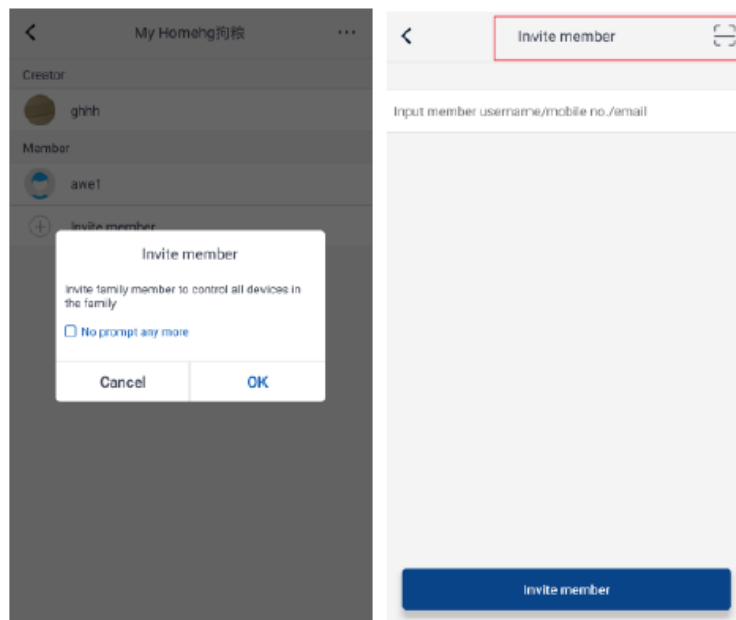 My Homehg狗粮
Creator
ghhh
Member
awe1
Invite member
Invite member
Invite family member to control all devices in
the family
No prompt any more
Cancel
OK
Invite member
Input member username/mobile no./email
Invite member